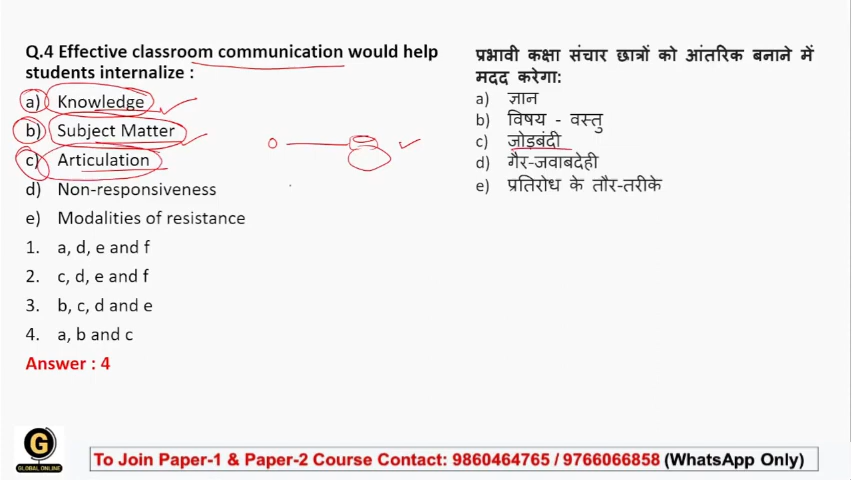 Q.4 Effective classroom communication would help
students internalize :
a) Knowledge
b) Subject Matter
c) Articulation
d) Non-responsiveness
e) Modalities of resistance
1. a, d, e and f
2. c, d, e and f
3. b, c, d and e
4. a, b and c
Answer : 4
प्रभावी कक्षा संचार छात्रों को आंतरिक बनाने में
मदद करेगा:
a) ज्ञान
b) विषय - वस्तु
c) जोड़बंदी
d) गैर-जवाबदेही
e) प्रतिरोध के तौर-तरीके
G
GLOBAL ONLINE
To Join Paper-1 & Paper-2 Course Contact: 9860464765 / 9766066858 (WhatsApp Only)